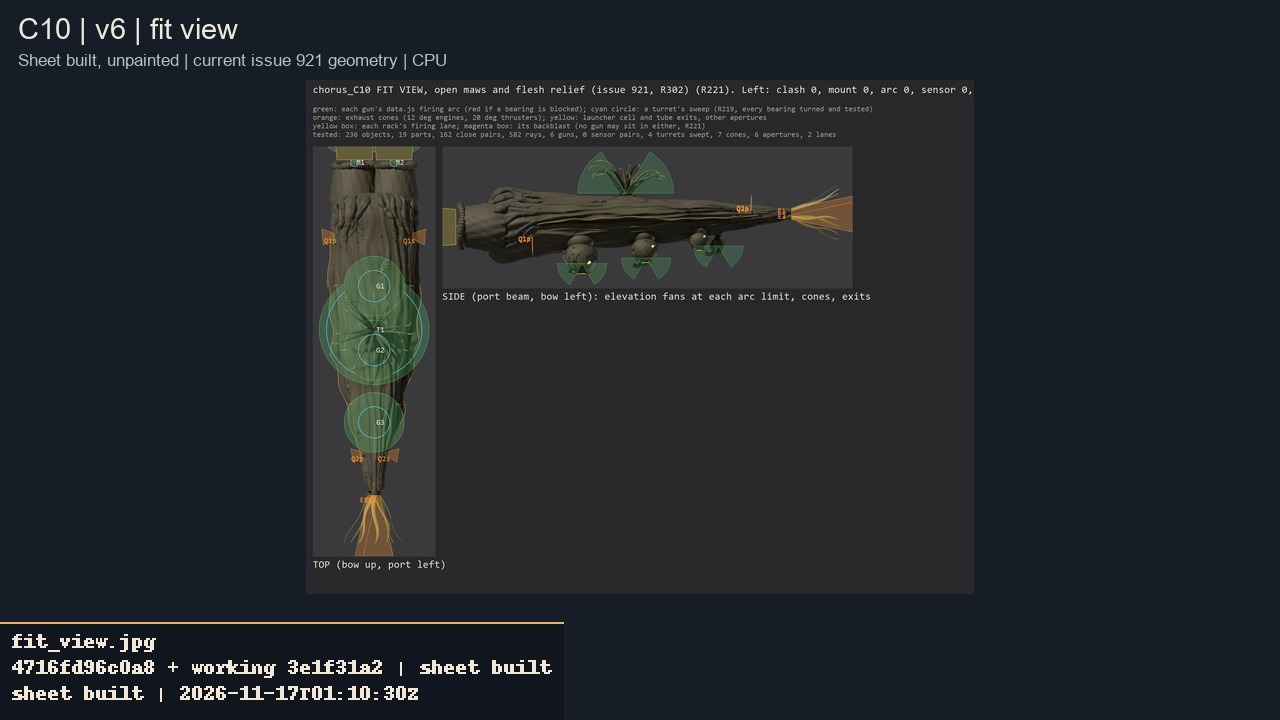 C10 | v6 | fit view
Sheet built, unpainted | current issue 921 geometry | CPU
chorus_C10 FIT VIEW, open maws and flesh relief (issue 921, R302) (R221). Left: clash 0, mount 0, arc 0, sensor 0,
green: each gun's data.js firing arc (red if a bearing is blocked); cyan circle: a turret's sweep (R219, every bearing turned and tested)
orange: exhaust cones (12 deg engines, 20 deg thrusters); yellow: launcher cell and tube exits, other apertures
yellow box: each rack's firing lane; magenta box: its backblast (no gun may sit in either, R221)
tested: 236 objects, 19 parts, 162 close pairs, 582 rays, 6 guns, 0 sensor pairs, 4 turrets swept, 7 cones, 6 apertures, 2 lanes
M1 M2
Q1p Q1s
G1
T1
G2
G3
Q2p Q2s
Q1p
Q2p
SIDE (port beam, bow left): elevation fans at each arc limit, cones, exits
TOP (bow up, port left)
fit_view.jpg
4716fd96c0a8 + working 3e1f31a2 | sheet built
sheet built | 2026-11-17T01:10:30Z